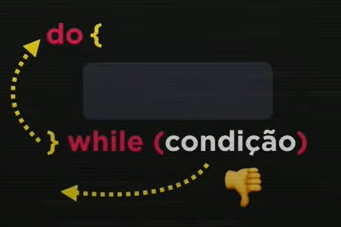 do {
} while (condição)